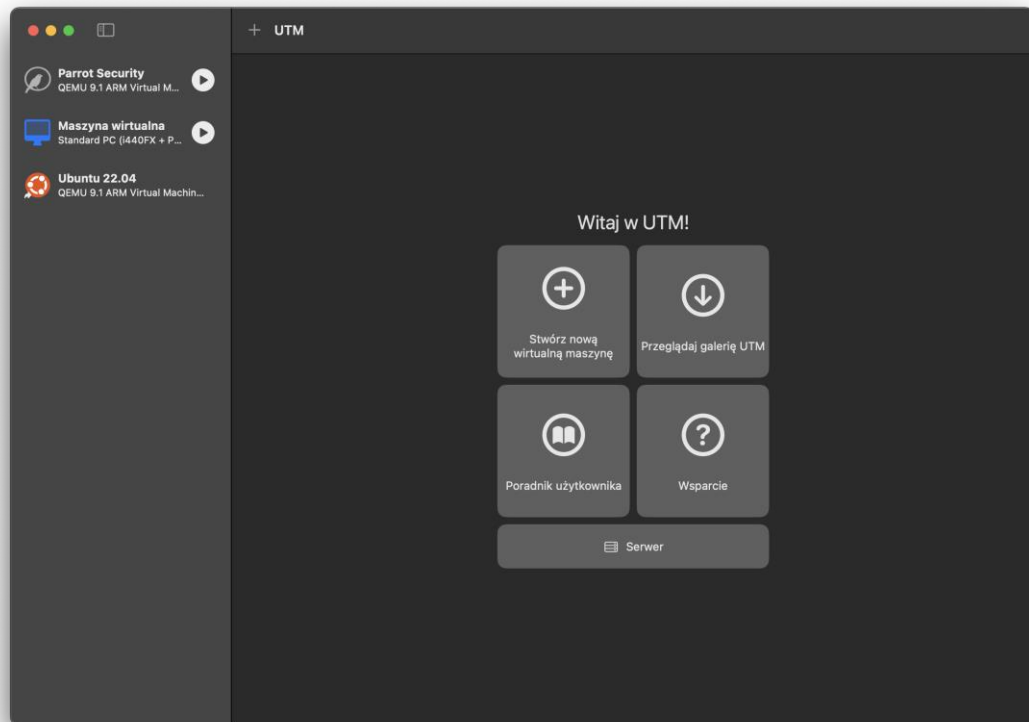 UTM
Parrot Security
QEMU 9.1 ARM Virtual M...
Maszyna wirtualna
Standard PC (i440FX + P...
Ubuntu 22.04
QEMU 9.1 ARM Virtual Machin...
Witaj w UTM!
Stwórz nową
wirtualną maszynę
Przeglądaj galerię UTM
Poradnik użytkownika
Wsparcie
Serwer